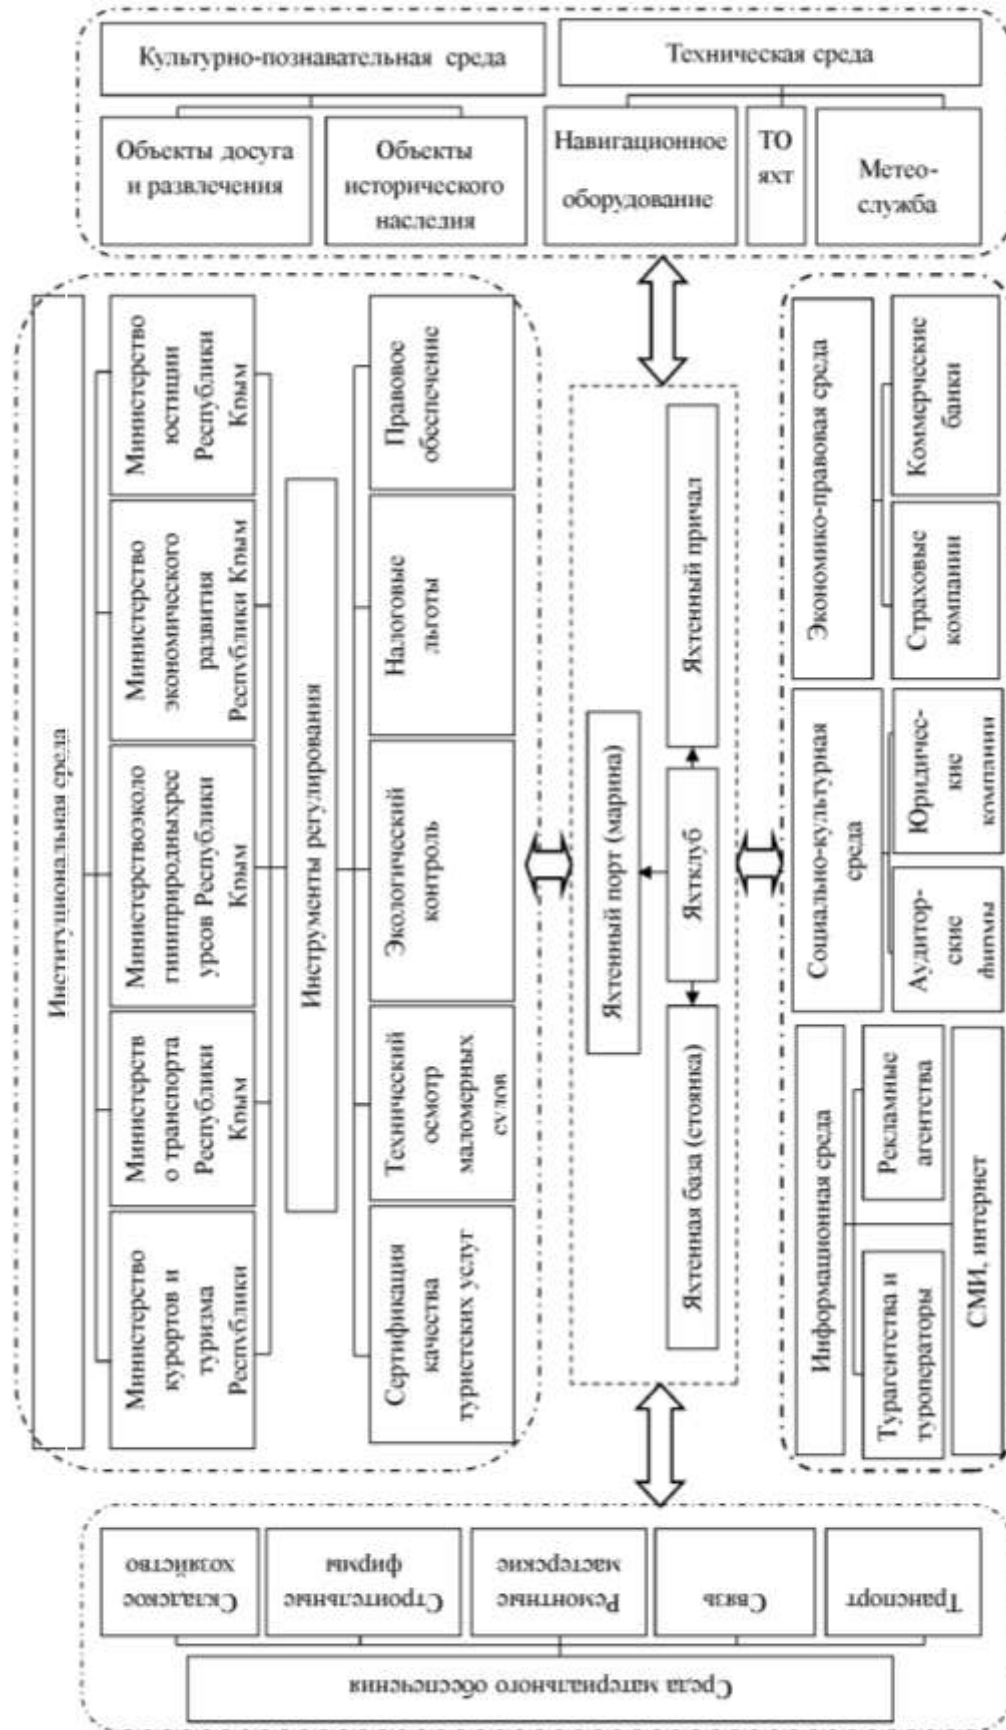 Культурно-познавательная среда
Техническая среда
Объекты досуга
и развлечения
Объекты
исторического
наследия
Навигационное
оборудование
ТО
яхт
Метео-
служба
Институциональная среда
Министерство
курортов и
туризма
Республики
Министерств
о транспорта
Республики
Крым
Министерствоэколо
гииприродныхрес
урсов Республики
Крым
Министерство
экономического
развития
Республики Крым
Министерство
юстиции
Республики
Крым
Инструменты регулирования
Сертификация
качества
туристских услуг
Технический
осмотр
маломерных
судов
Экологический
контроль
Налоговые
льготы
Правовое
обеспечение
Яхтенный порт (марина)
Яхтенная база (стоянка)
Яхтклуб
Яхтенный причал
Информационная среда
Турагентства и
туроператоры
Рекламные
агентства
СМИ, интернет
Социально-культурная
среда
Аудитор-
ские
фирмы
Юридичес-
кие
компании
Экономико-правовая среда
Страховые
компании
Коммерческие
банки
Среда материального обеспечения
Складское
хозяйство
Строительные
фирмы
Ремонтные
мастерские
Связь
Транспорт